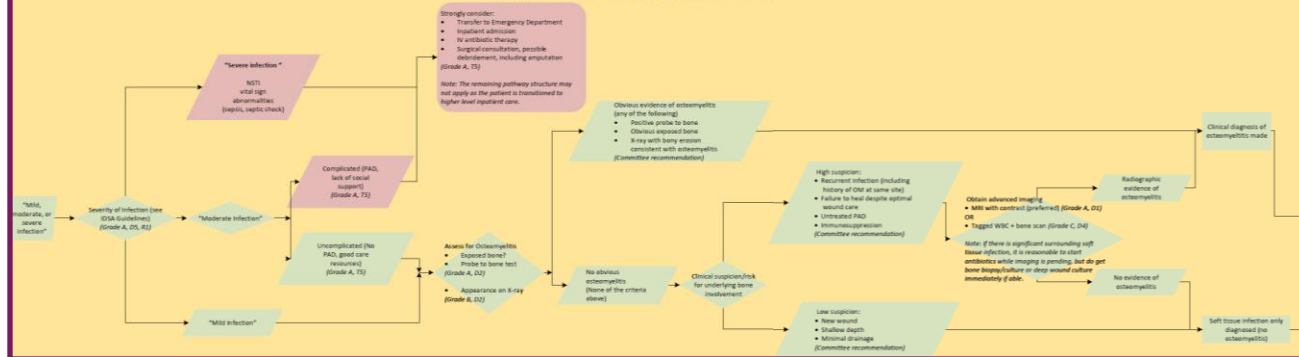 Strongly consider:
• Transfer to Emergency Department
• Inpatient admission
• IV antibiotic therapy
• Surgical consultation, possible
debridement, including amputation
(Grade A, T5)
Note: The remaining pathway structure may
not apply as the patient is transitioned to
higher level inpatient care.
"Severe infection "
NSTI
vital sign
abnormalities
(sepsis, septic shock)
Complicated (PAD,
lack of social
support)
(Grade A, T5)
"Mild,
moderate, or
severe
infection"
Severity of Infection (see
IDSA Guidelines)
(Grade A, D5, R1)
"Moderate Infection"
Uncomplicated (No
PAD, good care
resources)
(Grade A, T5)
"Mild Infection"
Assess for Osteomyelitis
• Exposed bone?
• Probe to bone test
(Grade A, D2)
• Appearance on X-ray
(Grade B, D2)
Obvious evidence of osteomyelitis
(any of the following)
• Positive probe to bone
• Obvious exposed bone
• X-ray with bony erosion
consistent with osteomyelitis
(Committee recommendation)
No obvious
osteomyelitis
(None of the criteria
above)
Clinical suspicion/risk
for underlying bone
involvement
High suspicion:
• Recurrent infection (including
history of OM at same site)
• Failure to heal despite optimal
wound care
• Untreated PAD
• Immunosuppression
(Committee recommendation)
Low suspicion:
• New wound
• Shallow depth
• Minimal drainage
(Committee recommendation)
Obtain advanced imaging
• MRI with contrast (preferred) (Grade A, D1)
OR
• Tagged WBC + bone scan (Grade C, D4)
Note: If there is significant surrounding soft
tissue infection, it is reasonable to start
antibiotics while imaging is pending, but do get
bone biopsy/culture or deep wound culture
immediately if able.
Radiographic
evidence of
osteomyelitis
No evidence of
osteomyelitis
Clinical diagnosis of
osteomyelitis made
Soft tissue infection only
diagnosed (no
osteomyelitis)